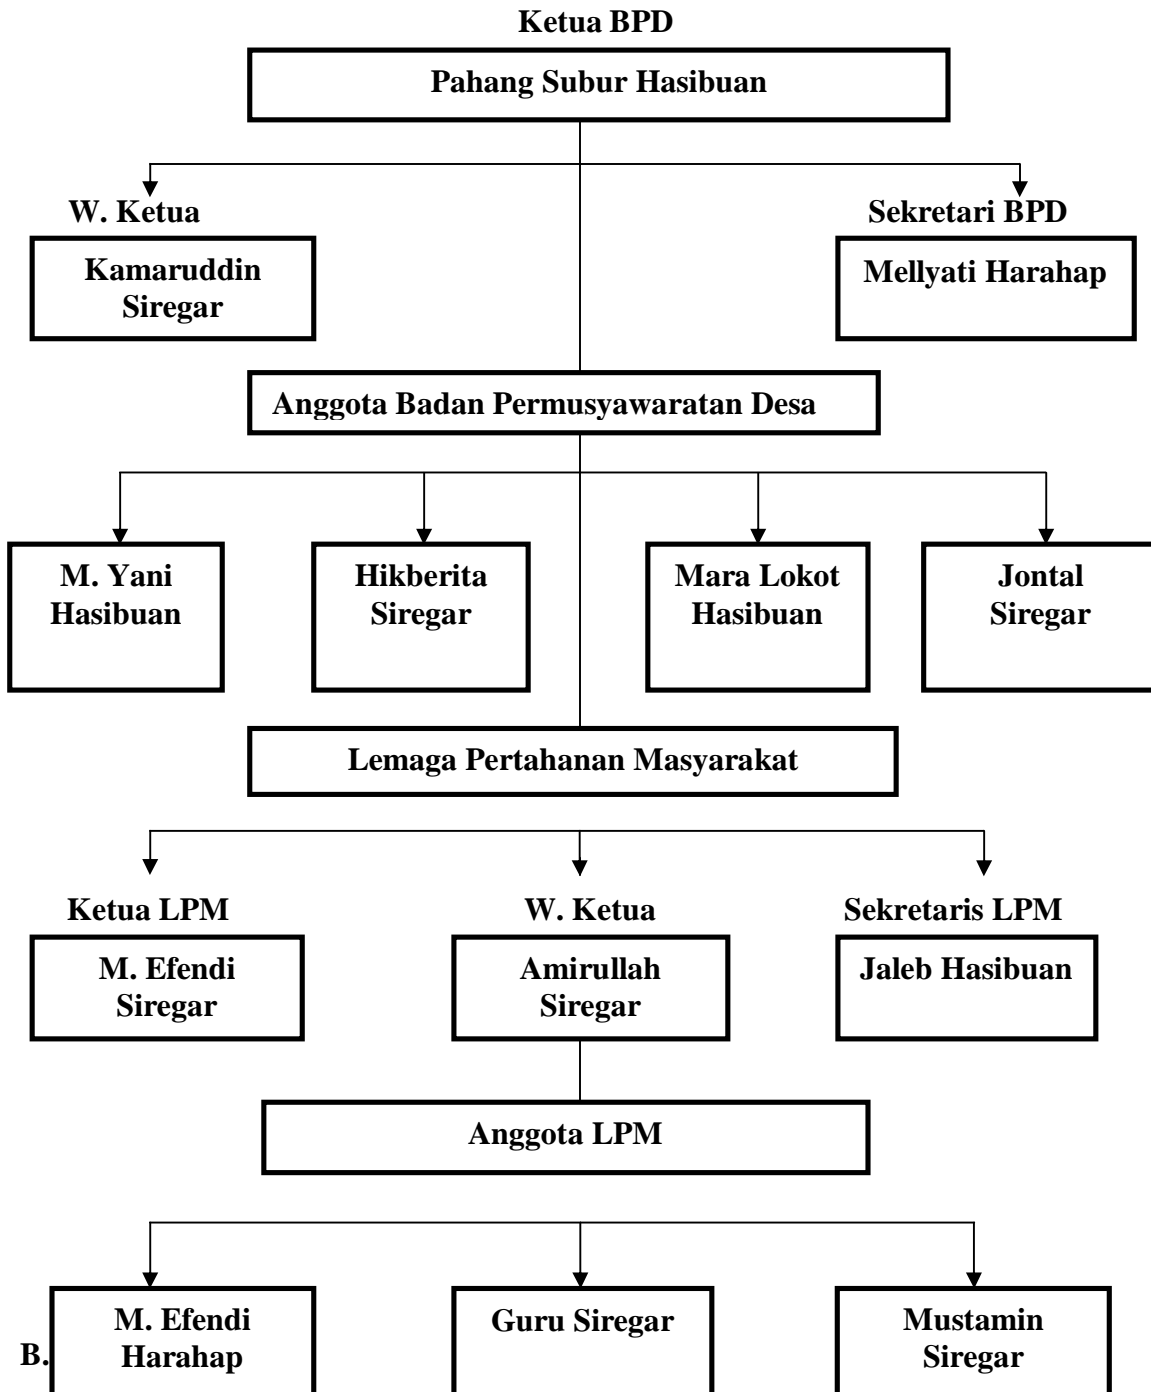 Ketua BPD
Pahang Subur Hasibuan
W. Ketua
Sekretari BPD
Kamaruddin
Siregar
Mellyati Harahap
Anggota Badan Permusyawaratan Desa
M. Yani
Hasibuan
Hikberita
Siregar
Mara Lokot
Hasibuan
Jontal
Siregar
Lemaga Pertahanan Masyarakat
Ketua LPM
W. Ketua
Sekretaris LPM
M. Efendi
Siregar
Amirullah
Siregar
Jaleb Hasibuan
Anggota LPM
M. Efendi
Harahap
Guru Siregar
Mustamin
Siregar
B.